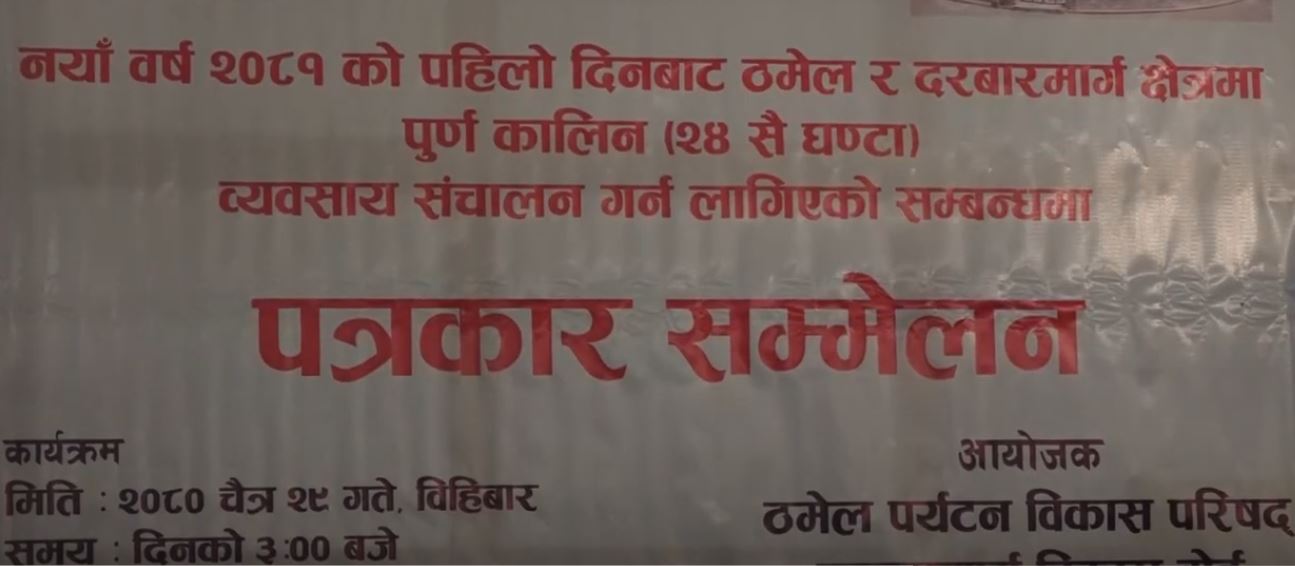 नयाँ वर्ष २०८१ को पहिलो दिनबाट ठमेल र दरबारमार्ग क्षेत्रमा
पुर्ण कालिन (२४ सै घण्टा)
व्यवसाय संचालन गर्न लागिएको सम्बन्धमा
पत्रकार सम्मेलन
कार्यक्रम
मिति : २०८० चैत्र २९ गते, विहिबार
समय : दिनको ३:०० बजे
आयोजक
ठमेल पर्यटन विकास परिषद्